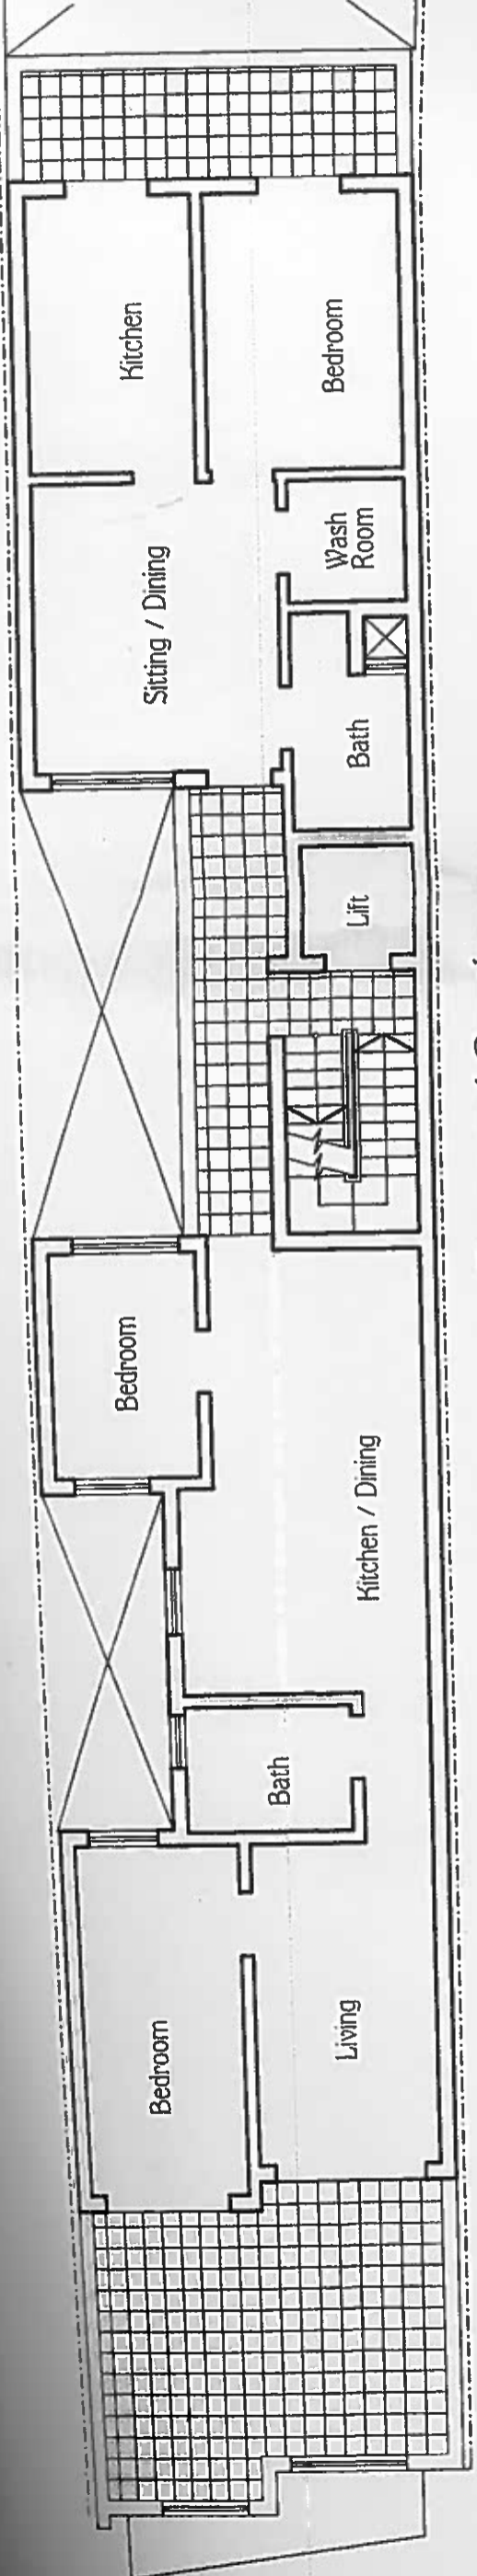 Kitchen
Bedroom
Sitting / Dining
Wash
Room
Bath
Lift
Bedroom
Kitchen / Dining
Bath
Bedroom
Living